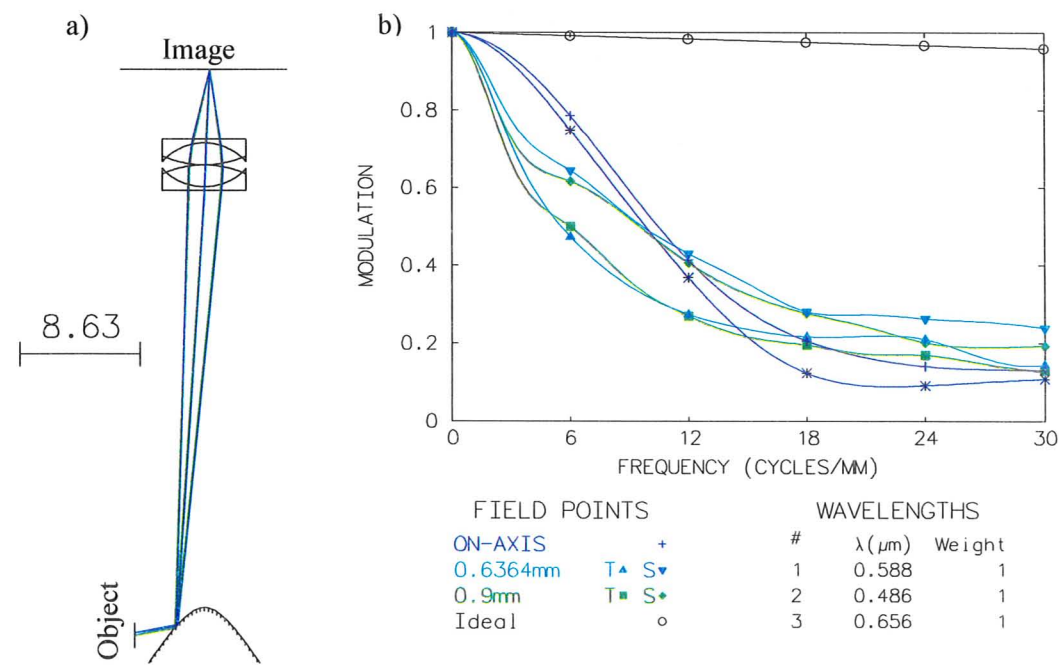 a)
Image
8.63
Object
b)
MODULATION
1
0.8
0.6
0.4
0.2
0
0 6 12 18 24 30
FREQUENCY (CYCLES/MM)
FIELD POINTS
ON-AXIS +
0.6364mm T▲ S▼
0.9mm T■ S◆
Ideal ○
WAVELENGTHS
# λ(μm) Weight
1 0.588 1
2 0.486 1
3 0.656 1